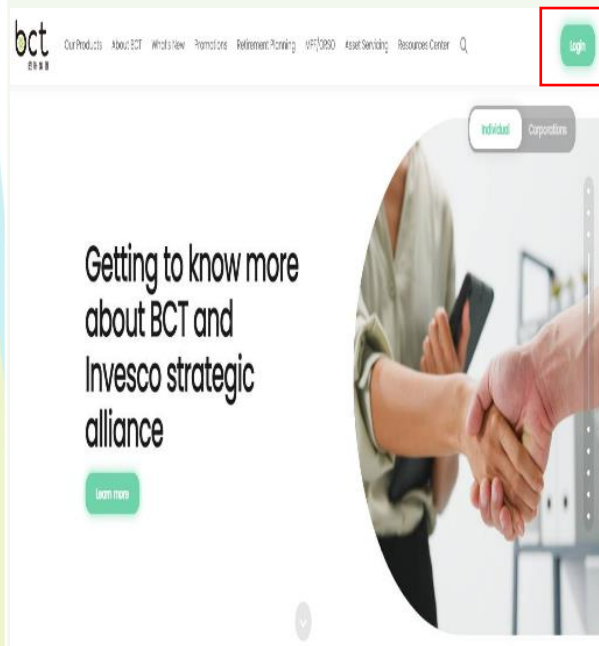 bct
Our Products About BCT What's New Promotions Retirement Planning MPF/ORSO Asset Servicing Resources Center Login
Individual Corporations
Getting to know more
about BCT and
Invesco strategic
alliance
Learn more